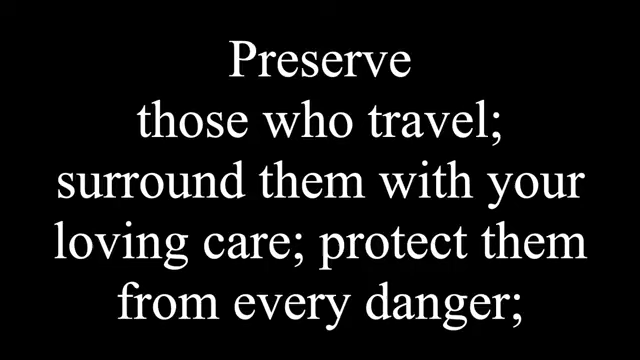 Preserve
those who travel;
surround them with your
loving care; protect them
from every danger;